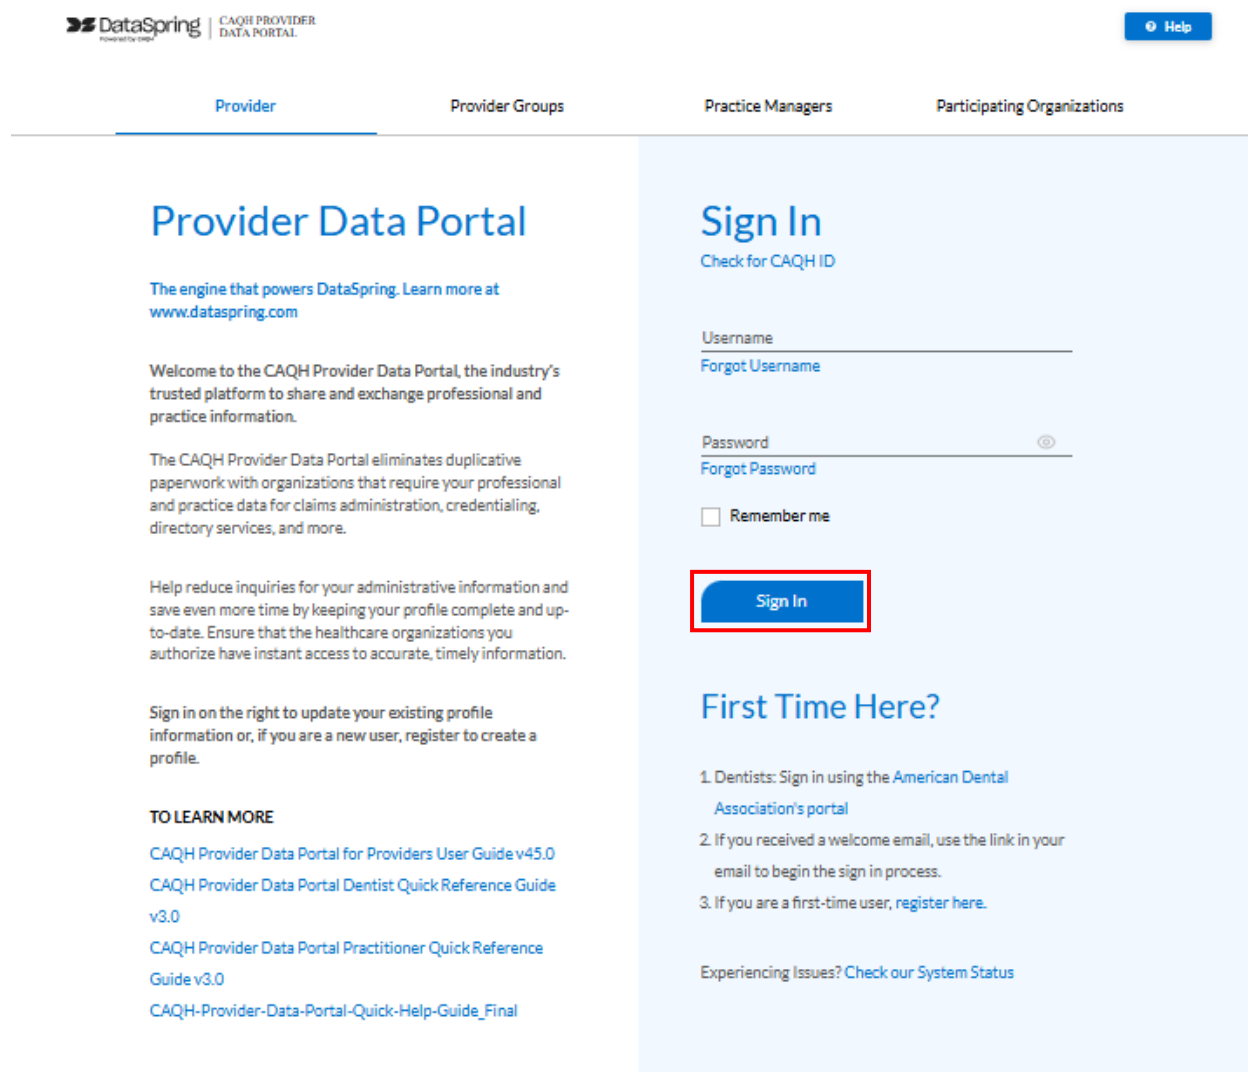 DataSpring
Powered by CAQH
CAQH PROVIDER
DATA PORTAL
Help
Provider
Provider Groups
Practice Managers
Participating Organizations
Provider Data Portal
The engine that powers DataSpring. Learn more at
www.dataspring.com
Welcome to the CAQH Provider Data Portal, the industry's
trusted platform to share and exchange professional and
practice information.
The CAQH Provider Data Portal eliminates duplicative
paperwork with organizations that require your professional
and practice data for claims administration, credentialing,
directory services, and more.
Help reduce inquiries for your administrative information and
save even more time by keeping your profile complete and up-
to-date. Ensure that the healthcare organizations you
authorize have instant access to accurate, timely information.
Sign in on the right to update your existing profile
information or, if you are a new user, register to create a
profile.
TO LEARN MORE
CAQH Provider Data Portal for Providers User Guide v45.0
CAQH Provider Data Portal Dentist Quick Reference Guide
v3.0
CAQH Provider Data Portal Practitioner Quick Reference
Guide v3.0
CAQH-Provider-Data-Portal-Quick-Help-Guide_Final
Sign In
Check for CAQH ID
Username
Forgot Username
Password
Forgot Password
Remember me
Sign In
First Time Here?
1. Dentists: Sign in using the American Dental
Association's portal
2. If you received a welcome email, use the link in your
email to begin the sign in process.
3. If you are a first-time user, register here.
Experiencing Issues? Check our System Status